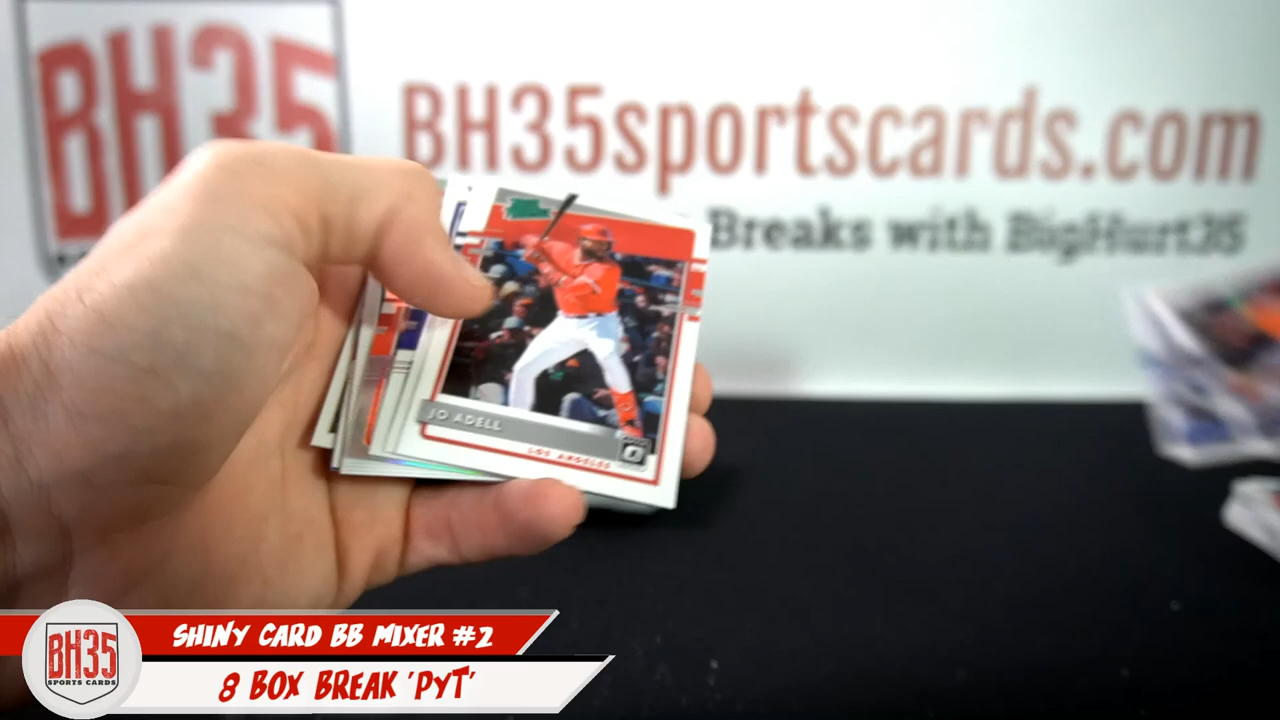 BH35
BH35sportscards.com
Breaks with BigHurt35
JO ADELL
LOS ANGELES
SHINY CARD BB MIXER #2
8 BOX BREAK 'PYT'
BH35
SPORTS CARDS